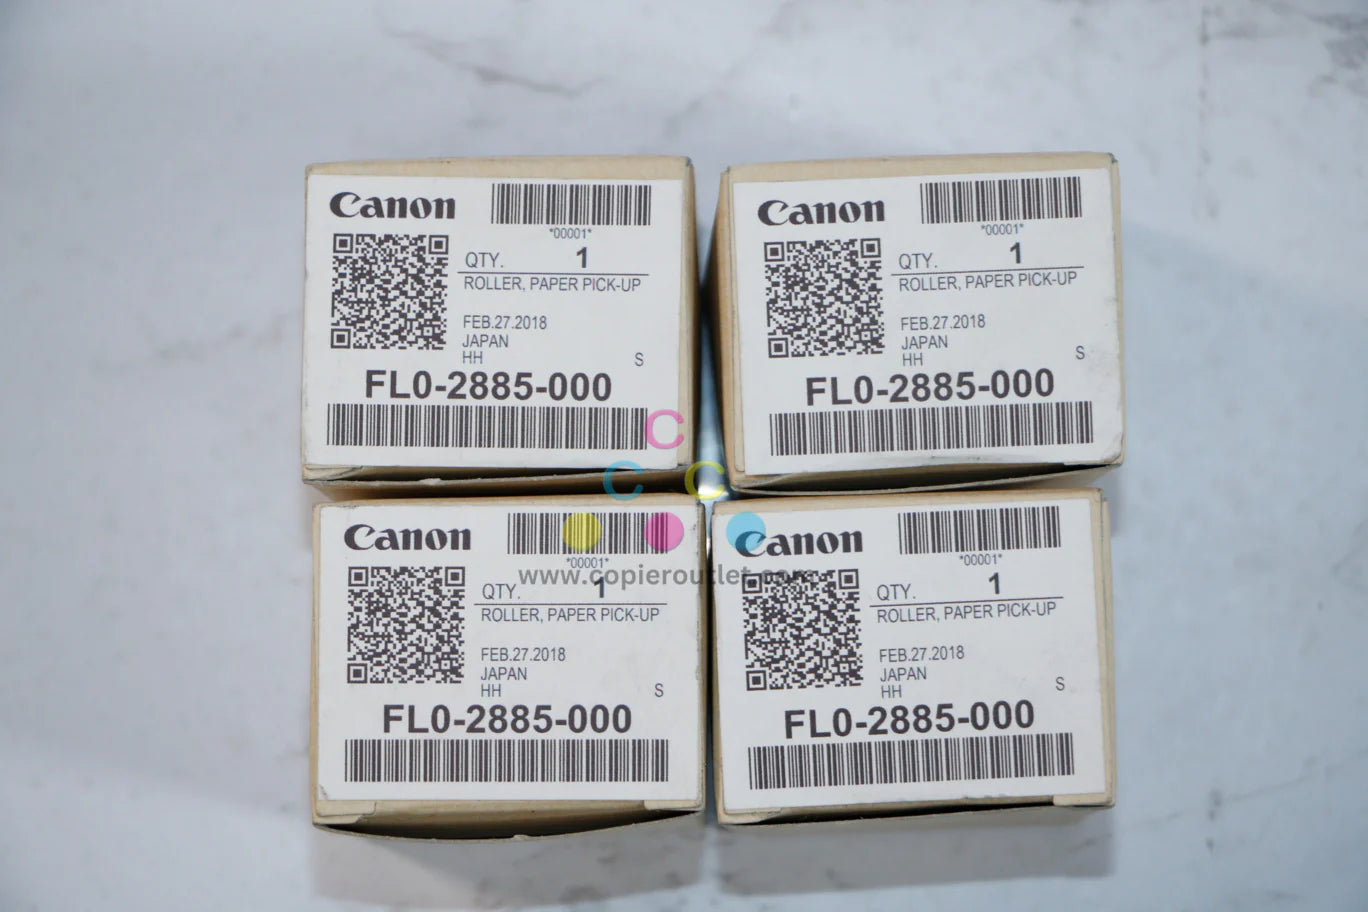 Canon
*00001*
QTY. 1
ROLLER, PAPER PICK-UP
FEB.27.2018
JAPAN
HH S
FL0-2885-000
Canon
*00001*
QTY. 1
ROLLER, PAPER PICK-UP
FEB.27.2018
JAPAN
HH S
FL0-2885-000
C
C C
www.copieroutlet.com
Canon
*00001*
QTY. 1
ROLLER, PAPER PICK-UP
FEB.27.2018
JAPAN
HH S
FL0-2885-000
Canon
*00001*
QTY. 1
ROLLER, PAPER PICK-UP
FEB.27.2018
JAPAN
HH S
FL0-2885-000